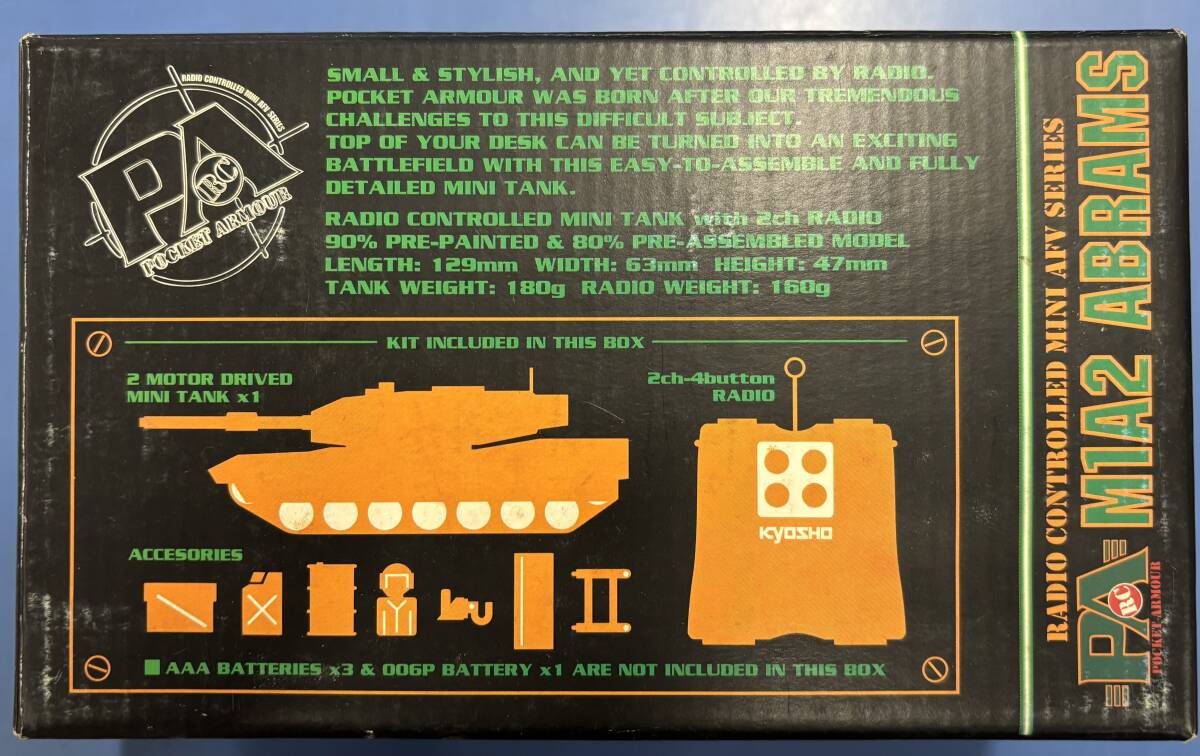 RADIO CONTROLLED MINI AFV SERIES
PA
RC
POCKET ARMOUR
SMALL & STYLISH, AND YET CONTROLLED BY RADIO.
POCKET ARMOUR WAS BORN AFTER OUR TREMENDOUS
CHALLENGES TO THIS DIFFICULT SUBJECT.
TOP OF YOUR DESK CAN BE TURNED INTO AN EXCITING
BATTLEFIELD WITH THIS EASY-TO-ASSEMBLE AND FULLY
DETAILED MINI TANK.
RADIO CONTROLLED MINI TANK with 2ch RADIO
90% PRE-PAINTED & 80% PRE-ASSEMBLED MODEL
LENGTH: 129mm WIDTH: 63mm HEIGHT: 47mm
TANK WEIGHT: 180g RADIO WEIGHT: 160g
KIT INCLUDED IN THIS BOX
2 MOTOR DRIVED
MINI TANK x1
2ch-4button
RADIO
KYOSHO
ACCESORIES
AAA BATTERIES x3 & 006P BATTERY x1 ARE NOT INCLUDED IN THIS BOX
RADIO CONTROLLED MINI AFV SERIES
PA
RC
POCKET ARMOUR
M1A2 ABRAMS